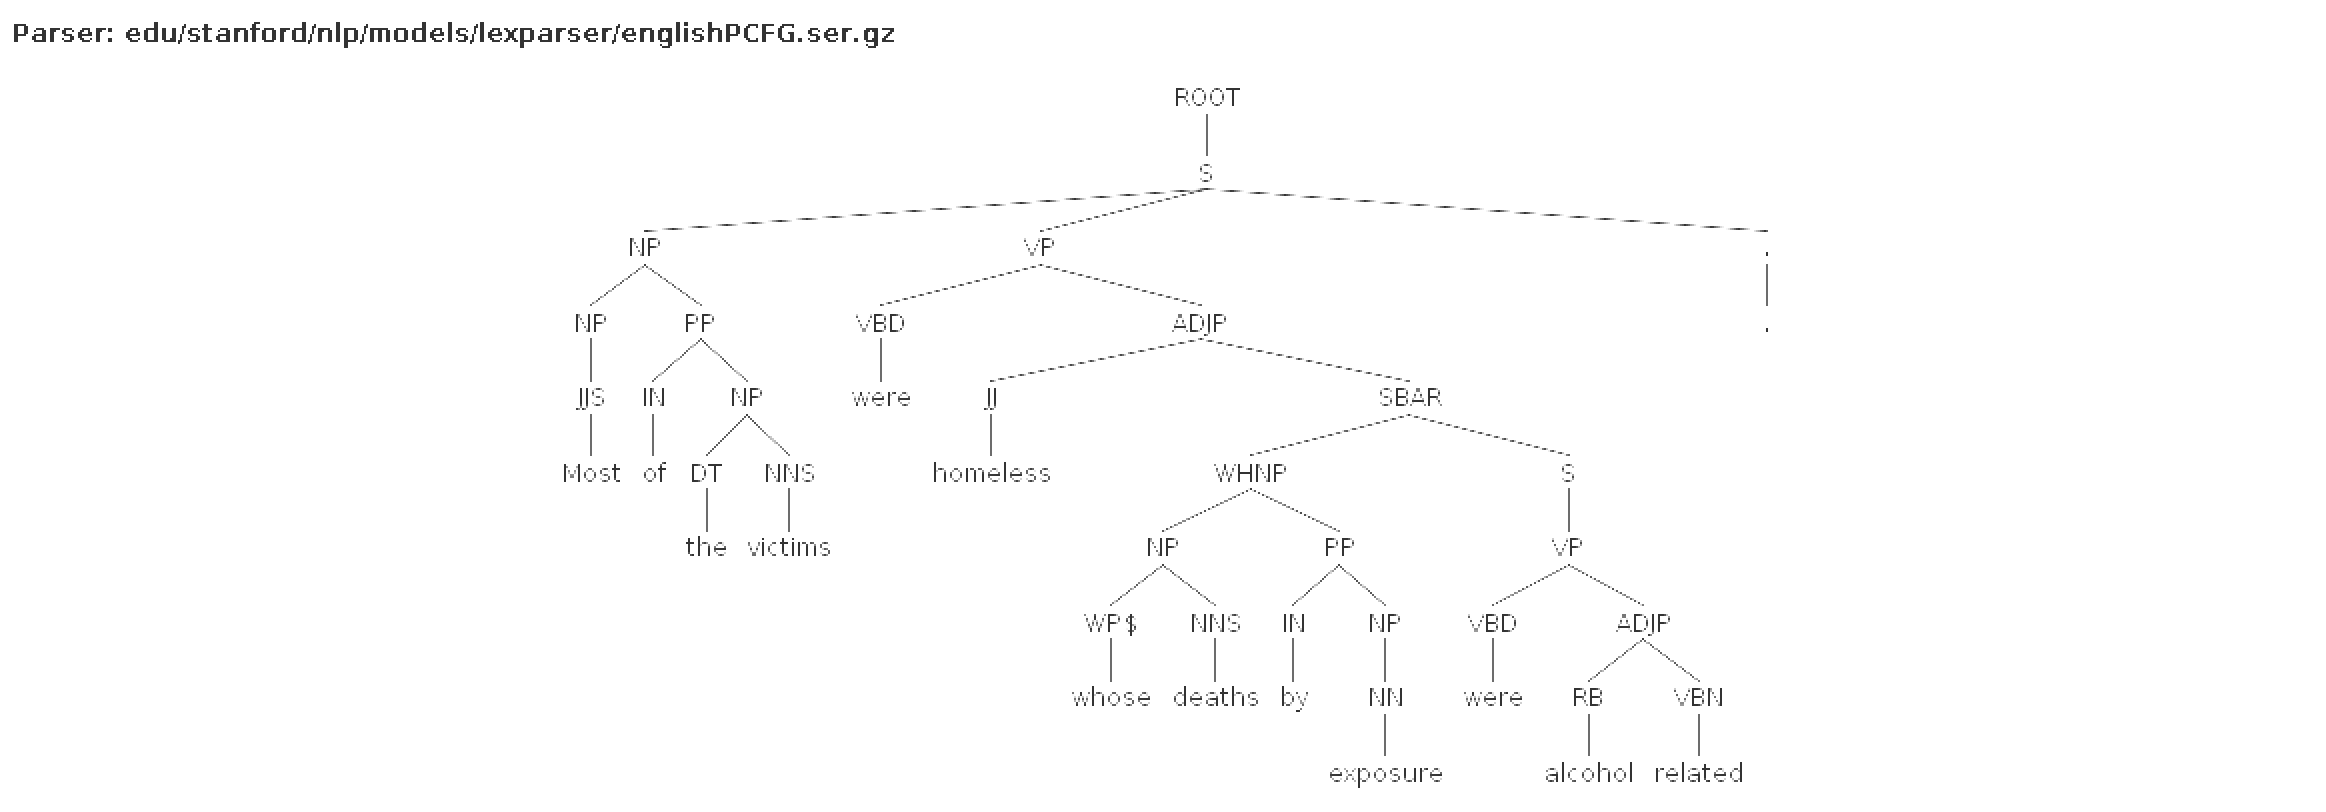 Parser: edu/stanford/nlp/models/lexparser/englishPCFG.ser.gz
ROOT
S
NP VP .
NP PP VBD ADJP .
JJS IN NP were JJ SBAR
Most of DT NNS homeless WHNP S
the victims NP PP VP
WP$ NNS IN NP VBD ADJP
whose deaths by NN were RB VBN
exposure alcohol related